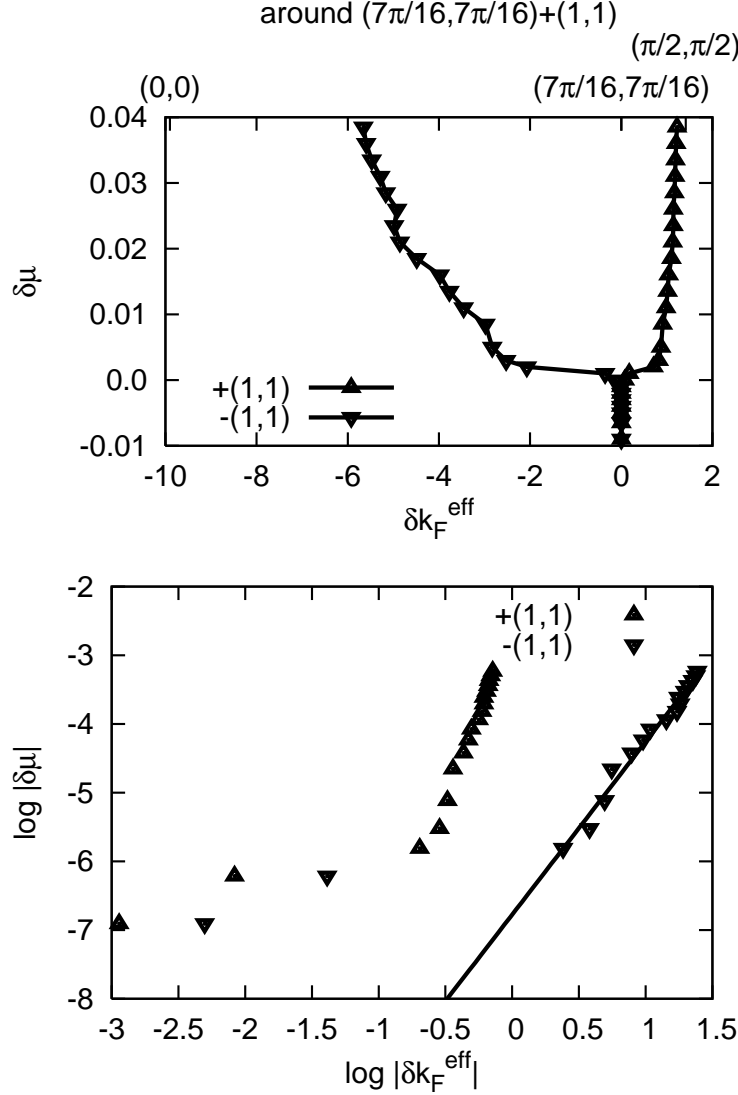 around (7π/16,7π/16)+(1,1)
(π/2,π/2)
(0,0) (7π/16,7π/16)
0.04
0.03
0.02
0.01
0.0
-0.01
δμ
+(1,1)
-(1,1)
-10 -8 -6 -4 -2 0 2
δk_F^eff
-2
-3
-4
-5
-6
-7
-8
log |δμ|
+(1,1)
-(1,1)
-3 -2.5 -2 -1.5 -1 -0.5 0 0.5 1 1.5
log |δk_F^eff|